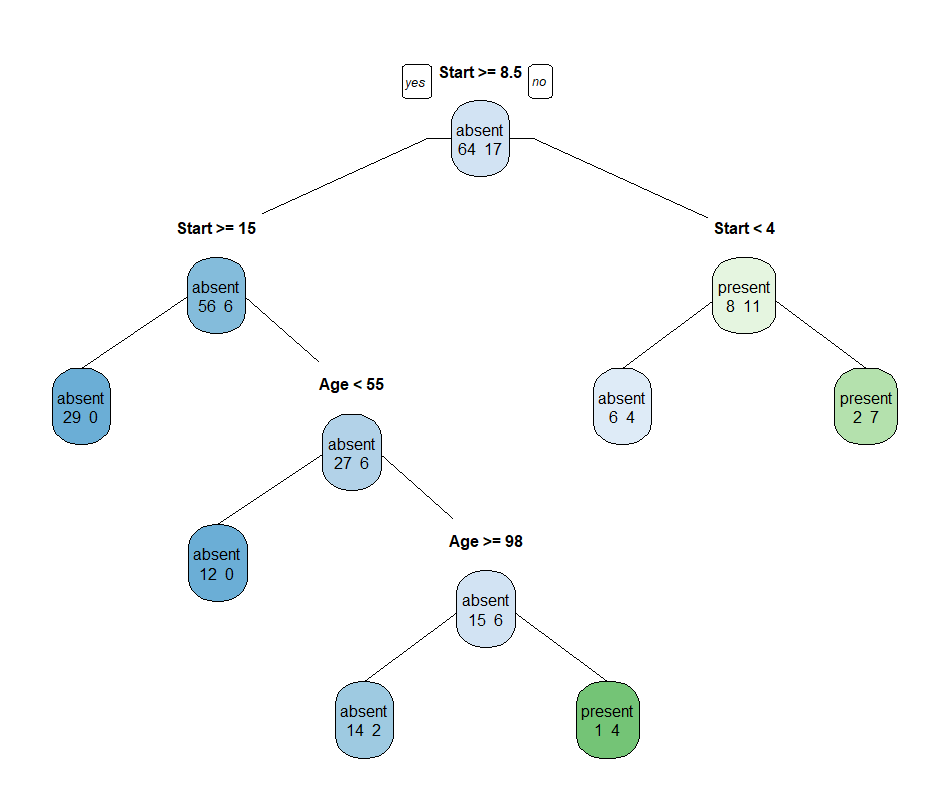 Start >= 8.5
yes
no
absent
64 17
Start >= 15
Start < 4
absent
56 6
present
8 11
Age < 55
absent
29 0
absent
6 4
present
2 7
absent
27 6
Age >= 98
absent
12 0
absent
15 6
absent
14 2
present
1 4